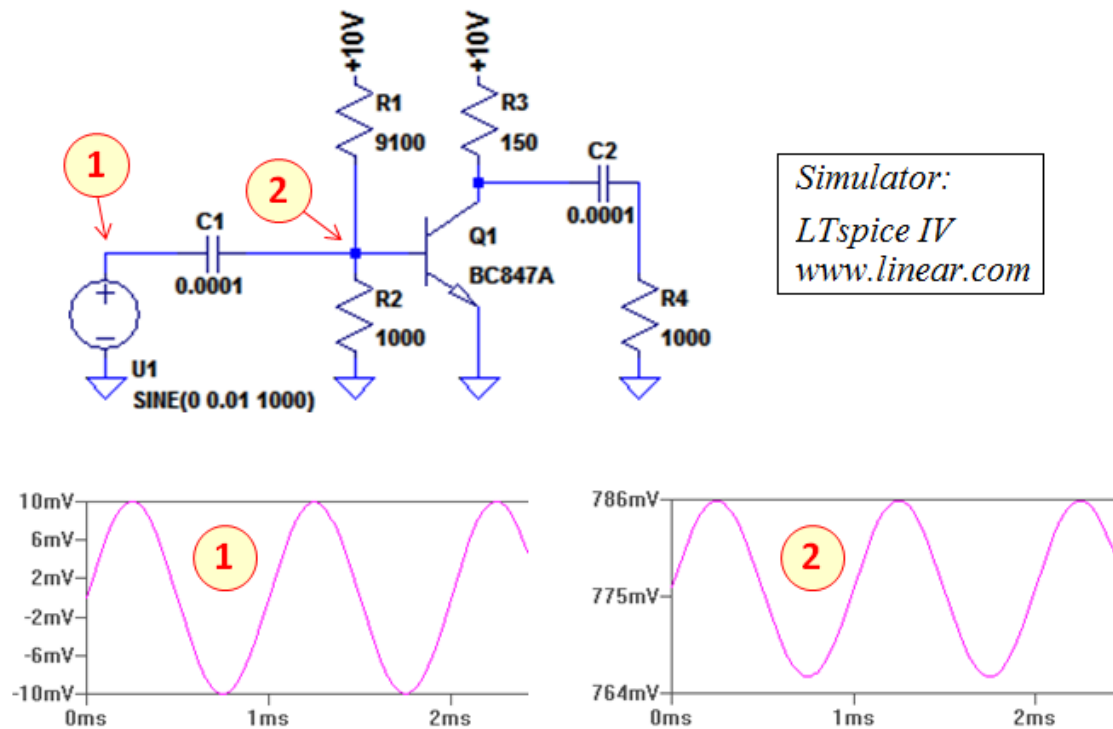 +10V
+10V
R1
9100
R3
150
1
2
C1
0.0001
C2
0.0001
Q1
BC847A
R2
1000
R4
1000
+
−
U1
SINE(0 0.01 1000)
Simulator:
LTspice IV
www.linear.com
10mV
6mV
2mV
-2mV
-6mV
-10mV
0ms
1ms
2ms
1
786mV
775mV
764mV
0ms
1ms
2ms
2